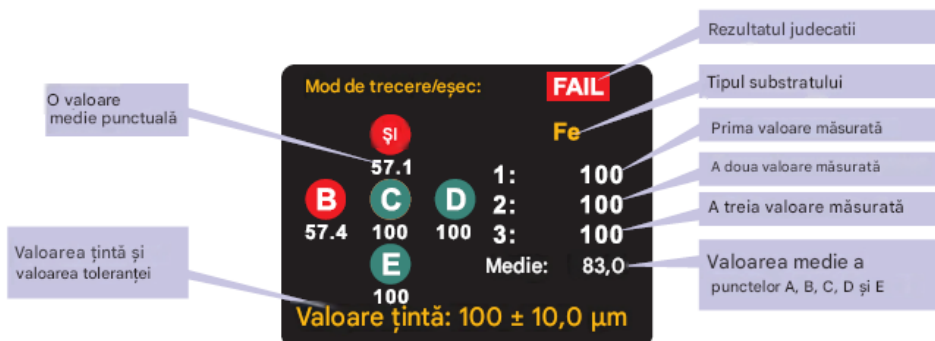 Rezultatul judecatii
Mod de trecere/eșec:
FAIL
Tipul substratului
O valoare
medie punctuală
ȘI
Fe
Prima valoare măsurată
57.1
1: 100
A doua valoare măsurată
B
C
D
2: 100
57.4
100
100
3: 100
A treia valoare măsurată
Valoarea țintă și
valoarea toleranței
E
Medie: 83,0
Valoarea medie a
punctelor A, B, C, D și E
100
Valoare țintă: 100 ± 10,0 μm